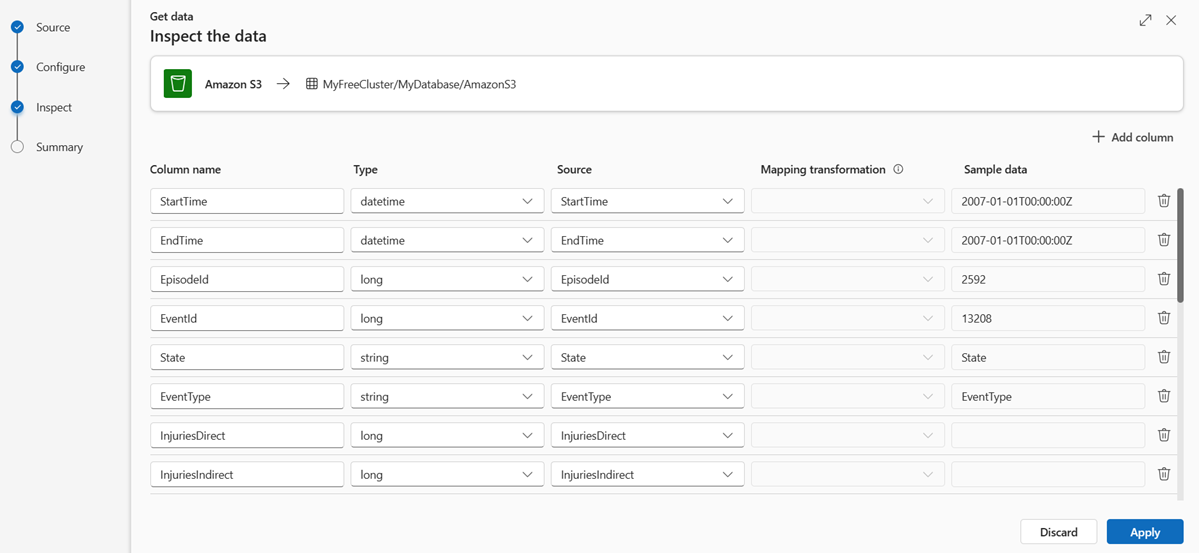 Source
Configure
Inspect
Summary
Get data
Inspect the data
Amazon S3 → MyFreeCluster/MyDatabase/AmazonS3
+ Add column
Column name Type Source Mapping transformation Sample data
StartTime datetime StartTime 2007-01-01T00:00:00Z
EndTime datetime EndTime 2007-01-01T00:00:00Z
EpisodeId long EpisodeId 2592
EventId long EventId 13208
State string State State
EventType string EventType EventType
InjuriesDirect long InjuriesDirect
InjuriesIndirect long InjuriesIndirect
Discard Apply